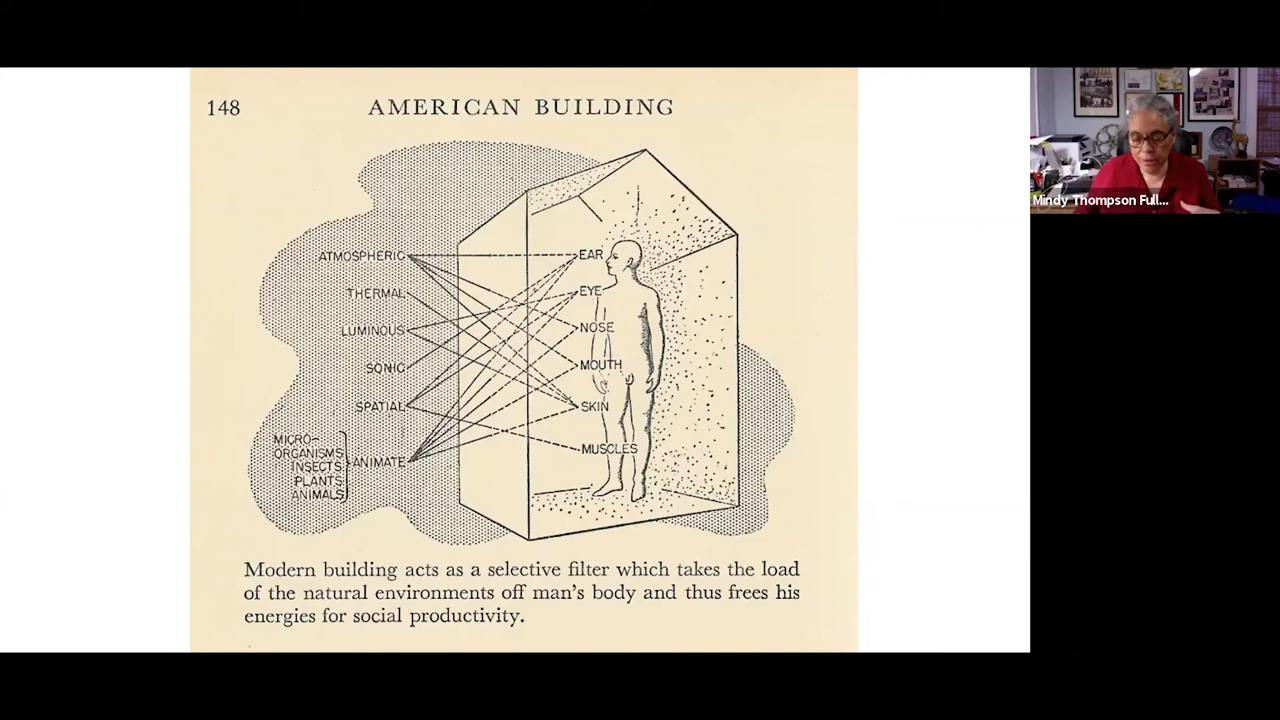 148 AMERICAN BUILDING
ATMOSPHERIC
THERMAL
LUMINOUS
SONIC
SPATIAL
MICRO-
ORGANISMS
INSECTS
PLANTS
ANIMALS
ANIMATE
EAR
EYE
NOSE
MOUTH
SKIN
MUSCLES
Modern building acts as a selective filter which takes the load
of the natural environments off man's body and thus frees his
energies for social productivity.
Mindy Thompson Full...